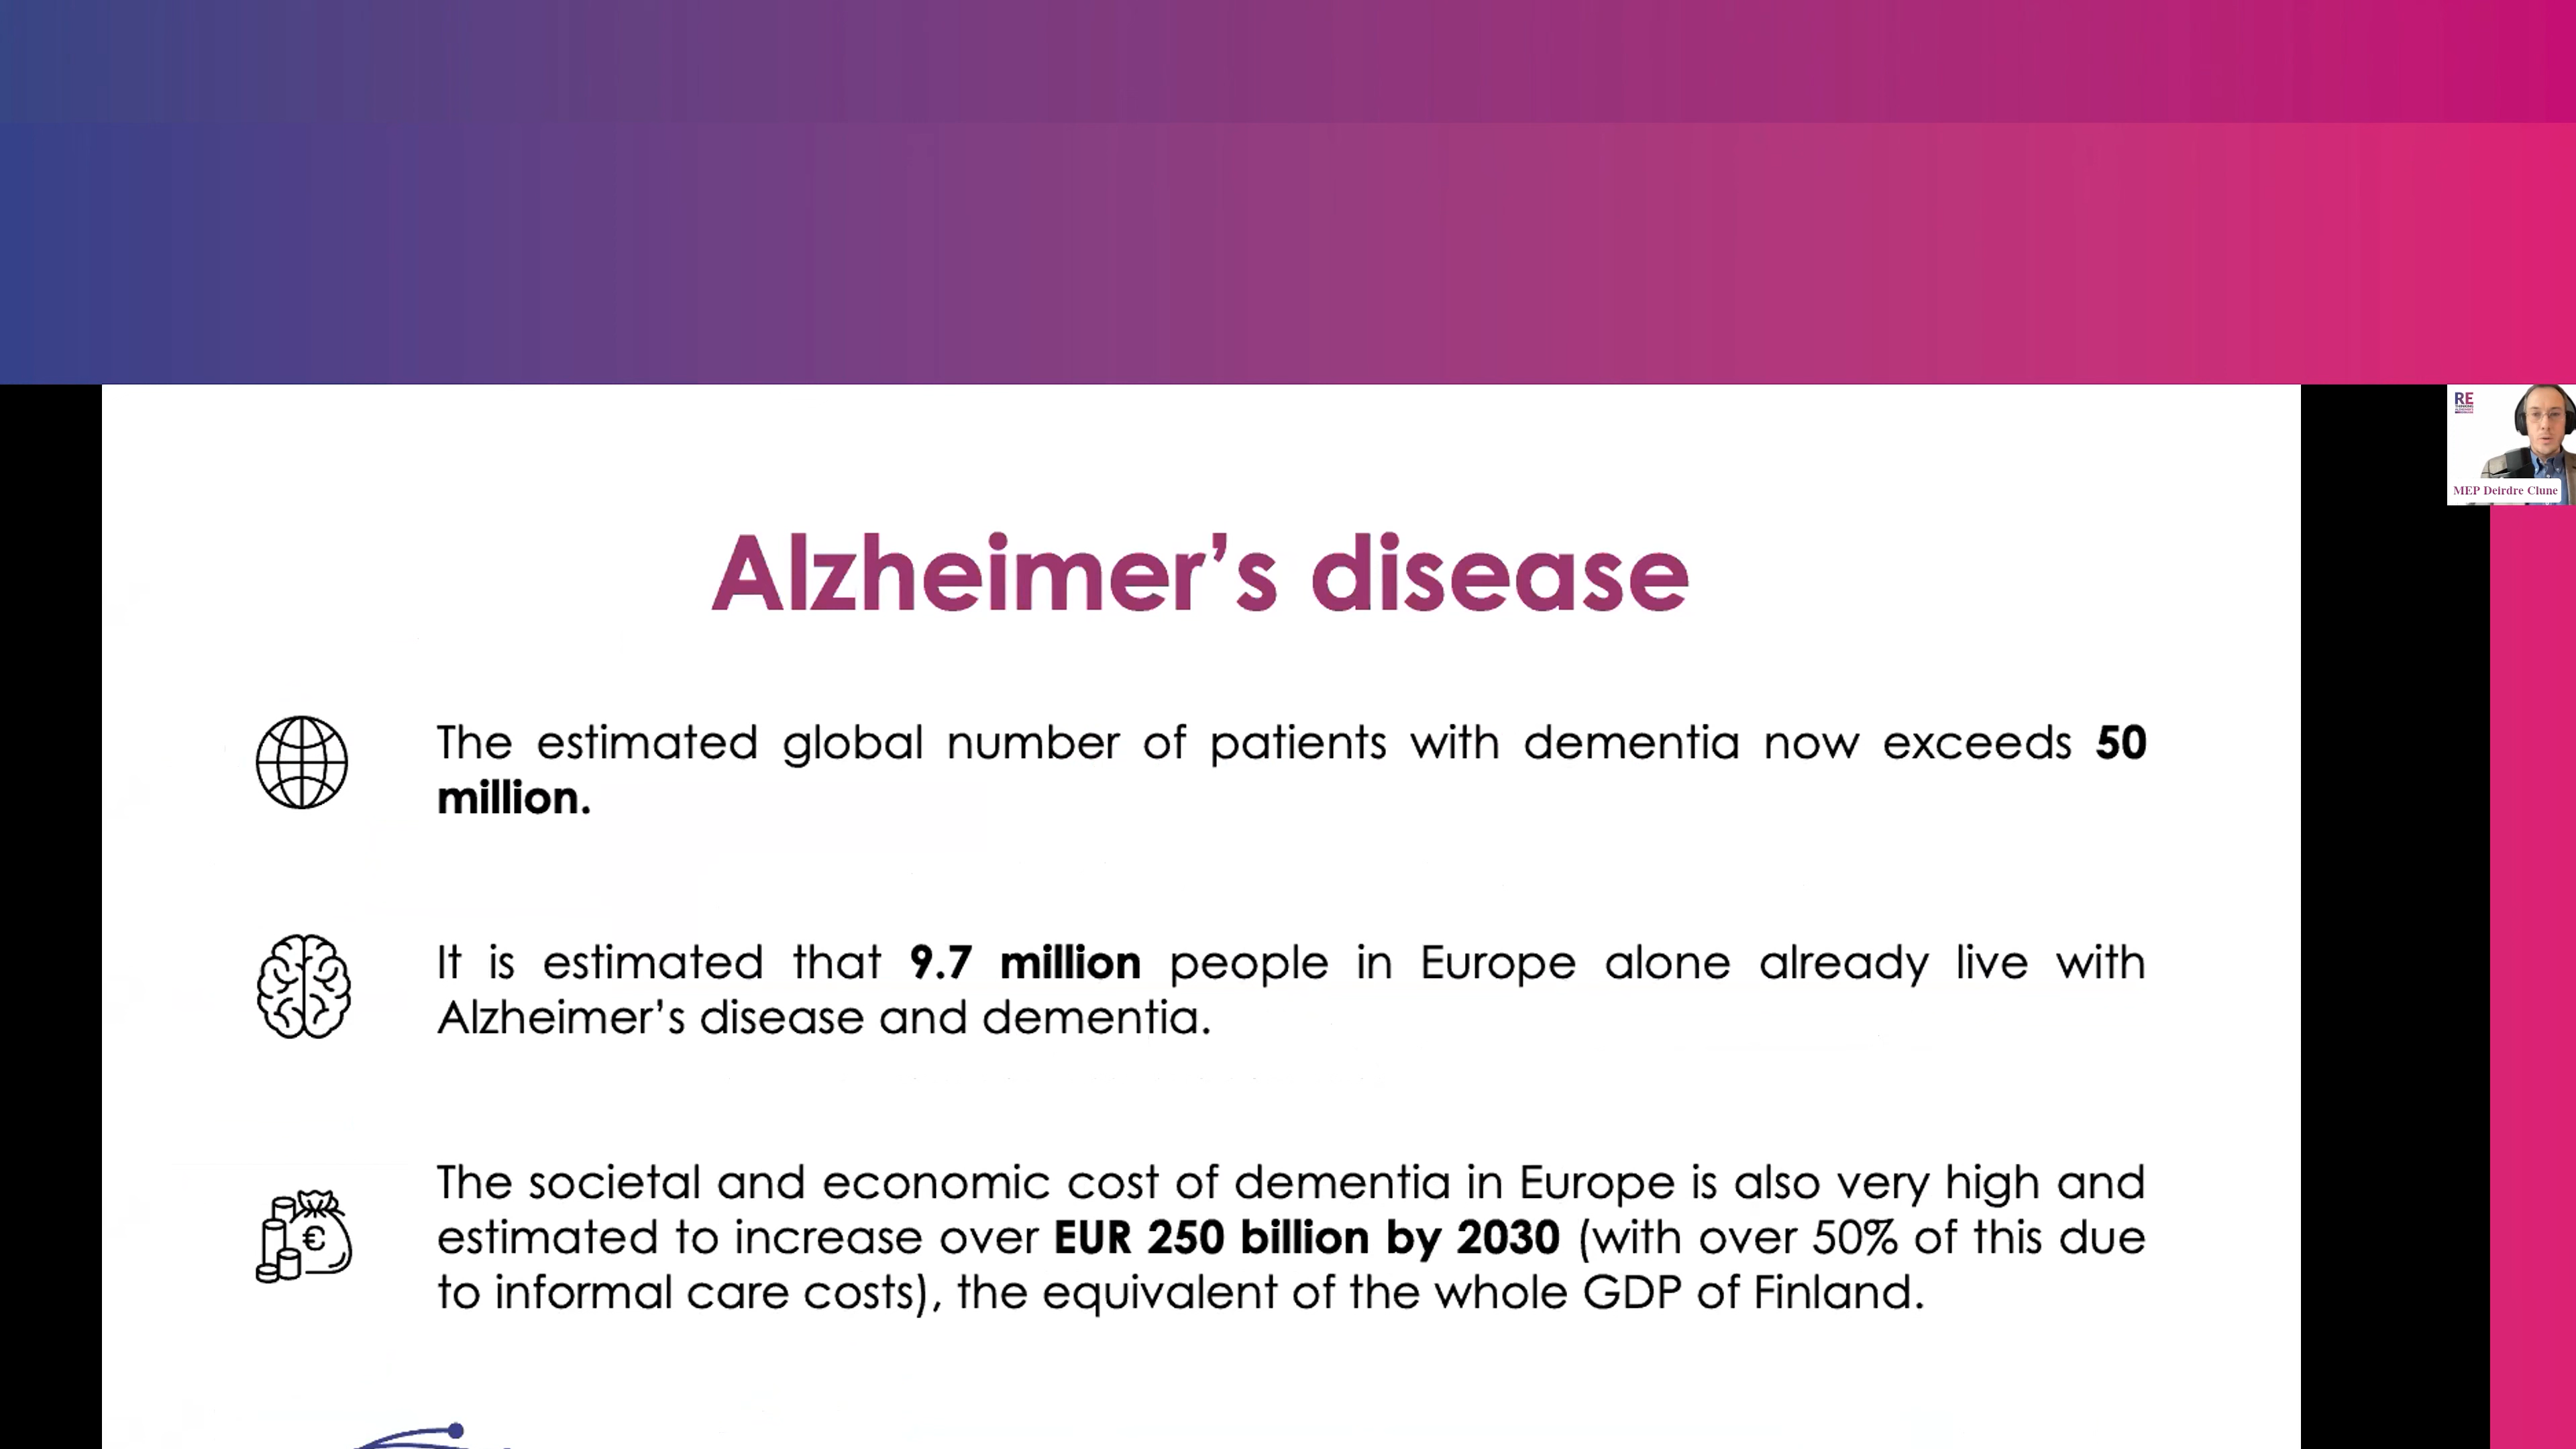 RE
MEP Deirdre Clune
Alzheimer’s disease
The estimated global number of patients with dementia now exceeds 50
million.
It is estimated that 9.7 million people in Europe alone already live with
Alzheimer’s disease and dementia.
€
The societal and economic cost of dementia in Europe is also very high and
estimated to increase over EUR 250 billion by 2030 (with over 50% of this due
to informal care costs), the equivalent of the whole GDP of Finland.